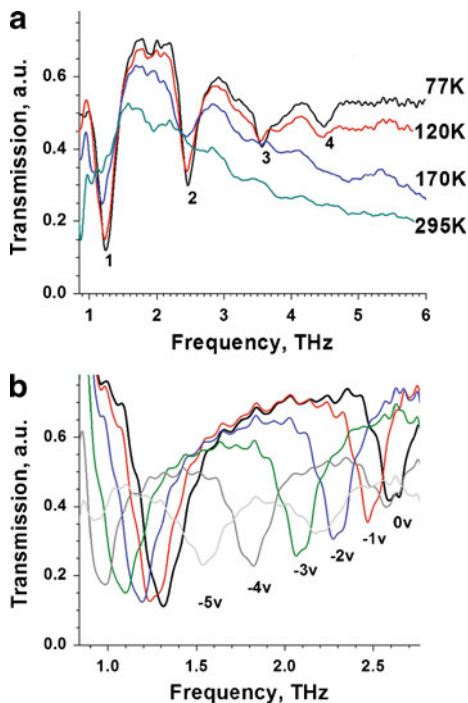 a
Transmission, a.u.
0.6
0.4
0.2
0.0
77K
120K
170K
295K
1
2
3
4
1 2 3 4 5 6
Frequency, THz
b
Transmission, a.u.
0.6
0.4
0.2
0.0
-5v
-4v
-3v
-2v
-1v
0v
1.0 1.5 2.0 2.5
Frequency, THz